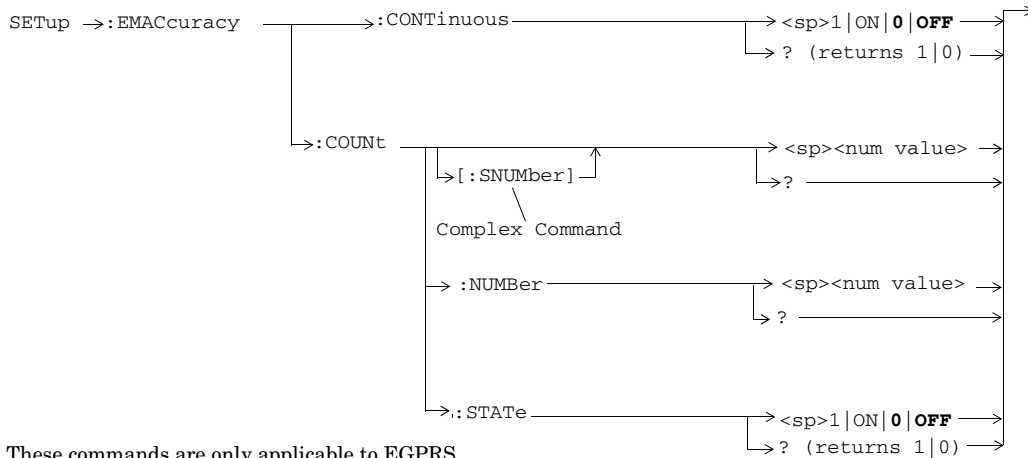 SETup :EMACcuracy :CONTinuous <sp>1|ON|0|OFF
? (returns 1|0)
:COUNt <sp><num value>
[:SNUMber] ?
Complex Command
:NUMBer <sp><num value>
?
:STATe <sp>1|ON|0|OFF
? (returns 1|0)
These commands are only applicable to EGPRS